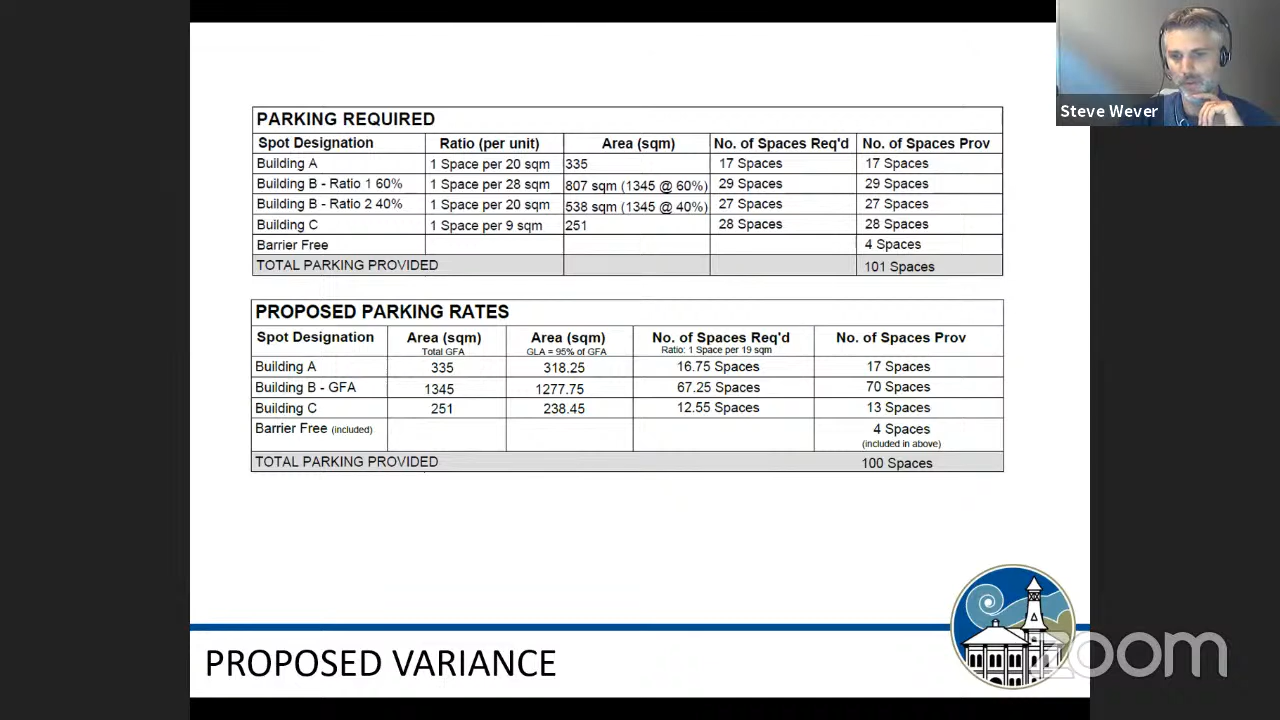 Steve Wever
PARKING REQUIRED
Spot Designation Ratio (per unit) Area (sqm) No. of Spaces Req'd No. of Spaces Prov
Building A 1 Space per 20 sqm 335 17 Spaces 17 Spaces
Building B - Ratio 1 60% 1 Space per 28 sqm 807 sqm (1345 @ 60%) 29 Spaces 29 Spaces
Building B - Ratio 2 40% 1 Space per 20 sqm 538 sqm (1345 @ 40%) 27 Spaces 27 Spaces
Building C 1 Space per 9 sqm 251 28 Spaces 28 Spaces
Barrier Free 4 Spaces
TOTAL PARKING PROVIDED 101 Spaces
PROPOSED PARKING RATES
Spot Designation Area (sqm) Area (sqm) No. of Spaces Req'd No. of Spaces Prov
Total GFA GLA = 95% of GFA Ratio: 1 Space per 19 sqm
Building A 335 318.25 16.75 Spaces 17 Spaces
Building B - GFA 1345 1277.75 67.25 Spaces 70 Spaces
Building C 251 238.45 12.55 Spaces 13 Spaces
Barrier Free (included) 4 Spaces
(included in above)
TOTAL PARKING PROVIDED 100 Spaces
PROPOSED VARIANCE
zoom